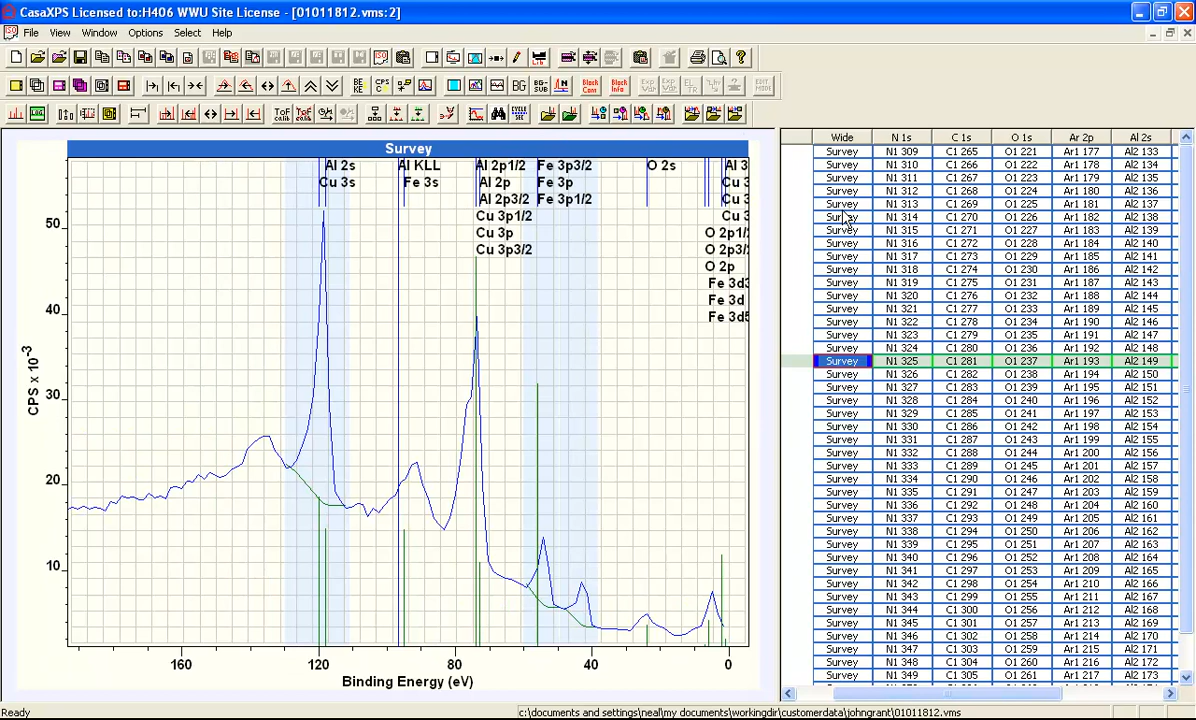 CasaXPS Licensed to:H406 WWU Site License - [01011812.vms:2]
File View Window Options Select Help
Survey
Al 2s Al KLL Al 2p1/2 Fe 3p3/2 O 2s Al 3
Cu 3s Fe 3s Al 2p Fe 3p Cu 3
Al 2p3/2 Fe 3p1/2 Cu 3
Cu 3p1/2
Cu 3p O 2p1/
Cu 3p3/2 O 2p3/
O 2p
Fe 3d3
Fe 3d
Fe 3d5
50
40
30
20
10
CPS x 10⁻³
160 120 80 40 0
Binding Energy (eV)
Wide N 1s C 1s O 1s Ar 2p Al 2s
Survey N1 309 C1 265 O1 221 Ar1 177 Al2 133
Survey N1 310 C1 266 O1 222 Ar1 178 Al2 134
Survey N1 311 C1 267 O1 223 Ar1 179 Al2 135
Survey N1 312 C1 268 O1 224 Ar1 180 Al2 136
Survey N1 313 C1 269 O1 225 Ar1 181 Al2 137
Survey N1 314 C1 270 O1 226 Ar1 182 Al2 138
Survey N1 315 C1 271 O1 227 Ar1 183 Al2 139
Survey N1 316 C1 272 O1 228 Ar1 184 Al2 140
Survey N1 317 C1 273 O1 229 Ar1 185 Al2 141
Survey N1 318 C1 274 O1 230 Ar1 186 Al2 142
Survey N1 319 C1 275 O1 231 Ar1 187 Al2 143
Survey N1 320 C1 276 O1 232 Ar1 188 Al2 144
Survey N1 321 C1 277 O1 233 Ar1 189 Al2 145
Survey N1 322 C1 278 O1 234 Ar1 190 Al2 146
Survey N1 323 C1 279 O1 235 Ar1 191 Al2 147
Survey N1 324 C1 280 O1 236 Ar1 192 Al2 148
Survey N1 325 C1 281 O1 237 Ar1 193 Al2 149
Survey N1 326 C1 282 O1 238 Ar1 194 Al2 150
Survey N1 327 C1 283 O1 239 Ar1 195 Al2 151
Survey N1 328 C1 284 O1 240 Ar1 196 Al2 152
Survey N1 329 C1 285 O1 241 Ar1 197 Al2 153
Survey N1 330 C1 286 O1 242 Ar1 198 Al2 154
Survey N1 331 C1 287 O1 243 Ar1 199 Al2 155
Survey N1 332 C1 288 O1 244 Ar1 200 Al2 156
Survey N1 333 C1 289 O1 245 Ar1 201 Al2 157
Survey N1 334 C1 290 O1 246 Ar1 202 Al2 158
Survey N1 335 C1 291 O1 247 Ar1 203 Al2 159
Survey N1 336 C1 292 O1 248 Ar1 204 Al2 160
Survey N1 337 C1 293 O1 249 Ar1 205 Al2 161
Survey N1 338 C1 294 O1 250 Ar1 206 Al2 162
Survey N1 339 C1 295 O1 251 Ar1 207 Al2 163
Survey N1 340 C1 296 O1 252 Ar1 208 Al2 164
Survey N1 341 C1 297 O1 253 Ar1 209 Al2 165
Survey N1 342 C1 298 O1 254 Ar1 210 Al2 166
Survey N1 343 C1 299 O1 255 Ar1 211 Al2 167
Survey N1 344 C1 300 O1 256 Ar1 212 Al2 168
Survey N1 345 C1 301 O1 257 Ar1 213 Al2 169
Survey N1 346 C1 302 O1 258 Ar1 214 Al2 170
Survey N1 347 C1 303 O1 259 Ar1 215 Al2 171
Survey N1 348 C1 304 O1 260 Ar1 216 Al2 172
Survey N1 349 C1 305 O1 261 Ar1 217 Al2 173
Ready c:\documents and settings\neal\my documents\workingdir\customerdata\johngrant\01011812.vms